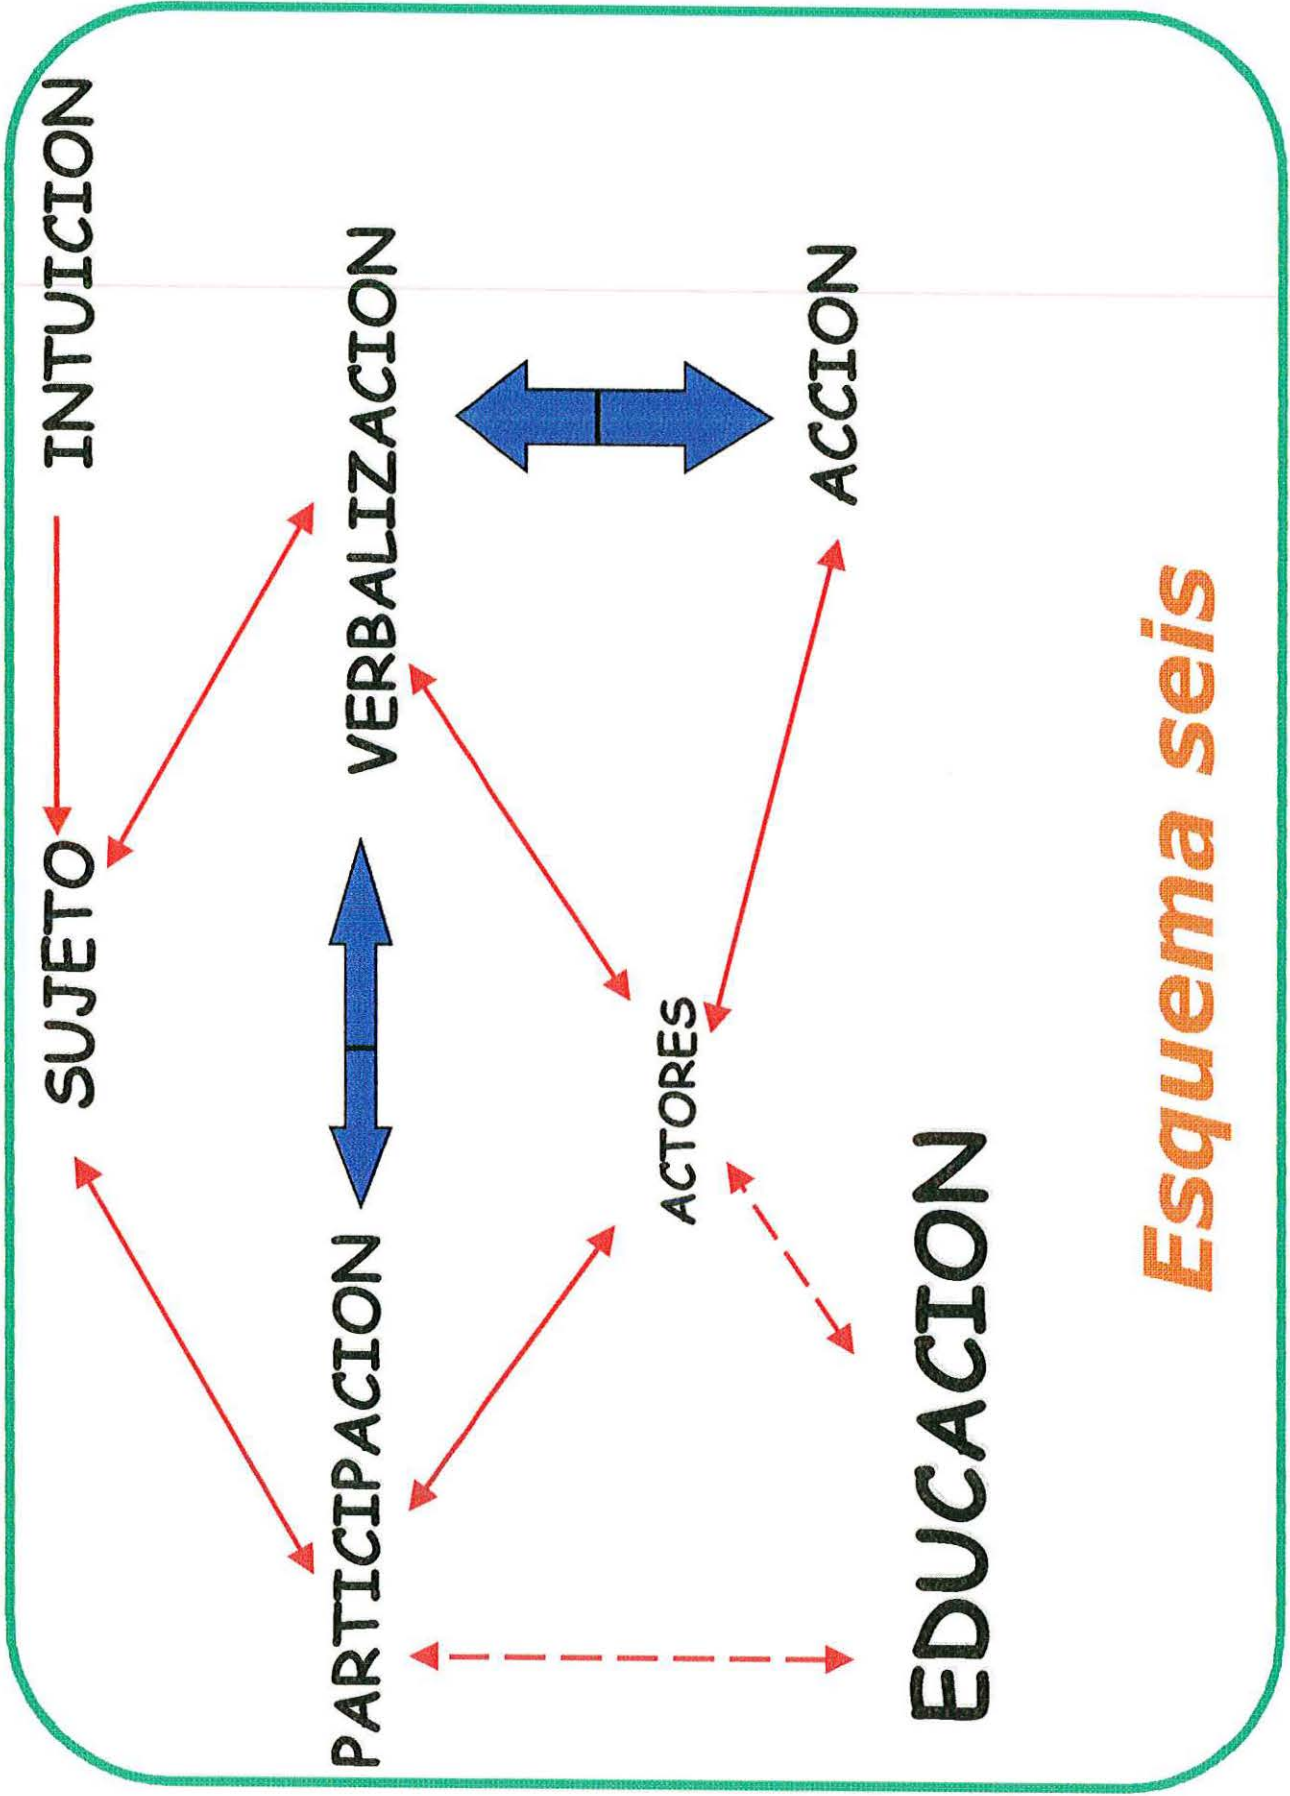 SUJETO
INTUICION
PARTICIPACION
VERBALIZACION
ACTORES
ACCION
EDUCACION
Esquema seis